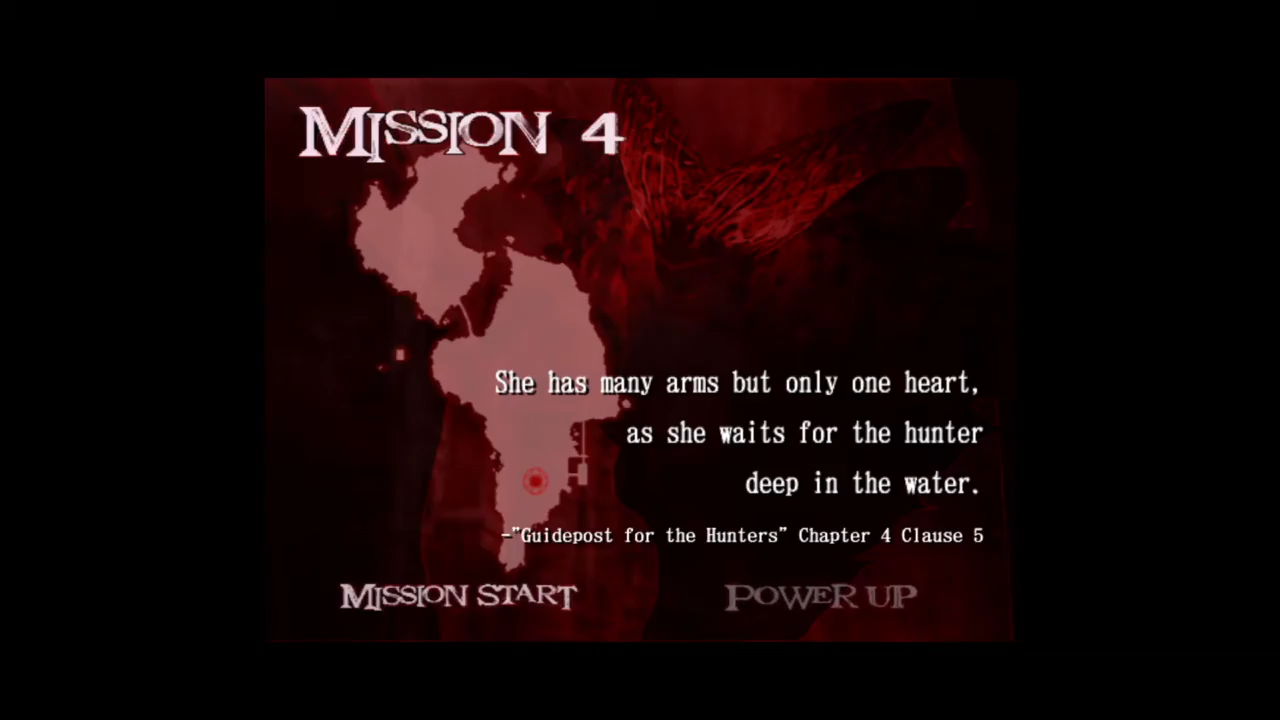 MISSION 4
She has many arms but only one heart,
as she waits for the hunter
deep in the water.
-"Guidepost for the Hunters" Chapter 4 Clause 5
MISSION START
POWER UP